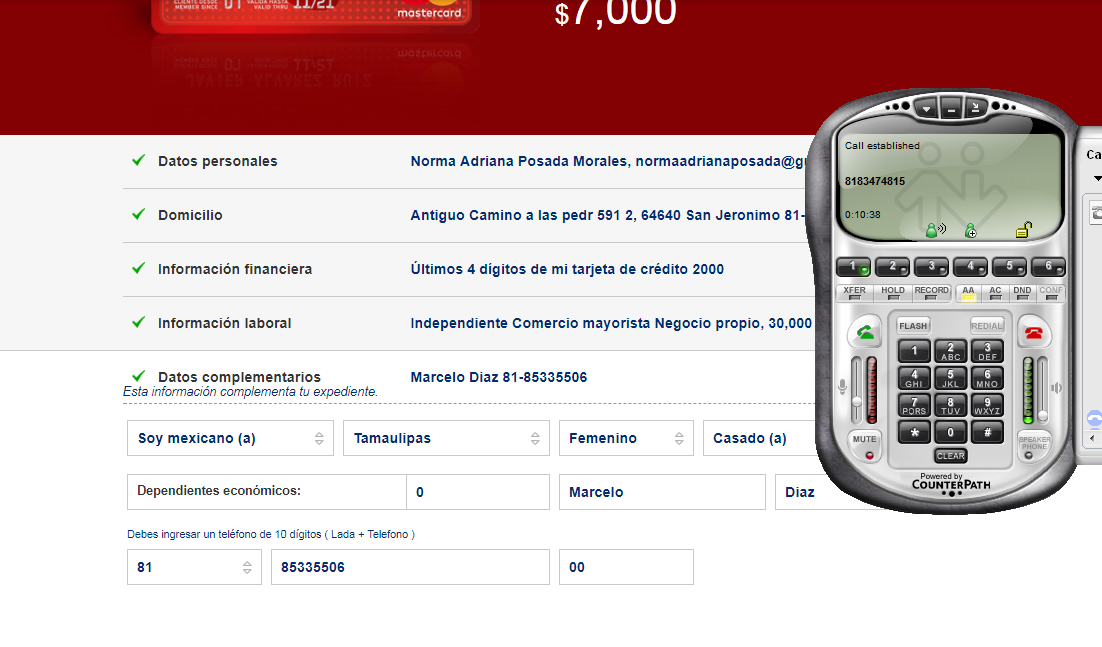 CLIENTE DESDE
MEMBER SINCE
VALIDA HASTA
VALID THRU
11/21
mastercard
$7,000
mastercard
JAVIER ALVARES RUIZ
Datos personales
Norma Adriana Posada Morales, normaadrianaposada@g
Domicilio
Antiguo Camino a las pedr 591 2, 64640 San Jeronimo 81-
Información financiera
Últimos 4 dígitos de mi tarjeta de crédito 2000
Información laboral
Independiente Comercio mayorista Negocio propio, 30,000
Datos complementarios
Marcelo Diaz 81-85335506
Esta información complementa tu expediente.
Soy mexicano (a)
Tamaulipas
Femenino
Casado (a)
Dependientes económicos:
0
Marcelo
Diaz
Debes ingresar un teléfono de 10 dígitos ( Lada + Telefono )
81
85335506
00
Call established
8183474815
0:10:38
1 2 3 4 5 6
XFER HOLD RECORD AA AC DND CONF
FLASH REDIAL
1 2 ABC 3 DEF
4 GHI 5 JKL 6 MNO
7 PQRS 8 TUV 9 WXYZ
* 0 #
MUTE
CLEAR
SPEAKER PHONE
Powered by
COUNTERPATH
Ca